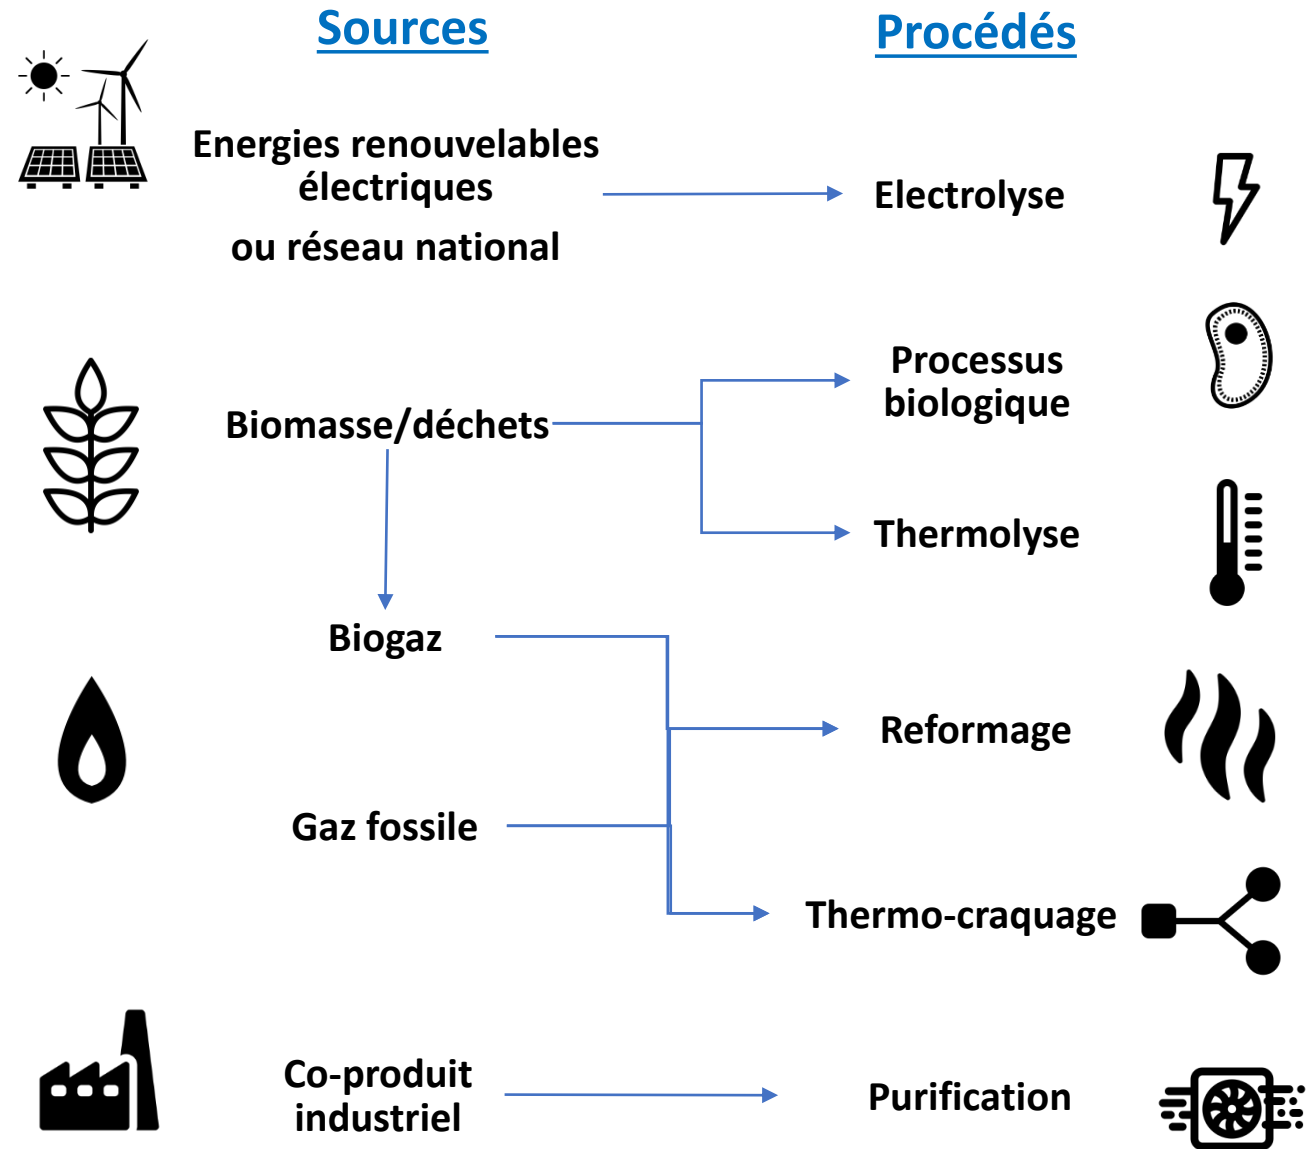 Sources
Procédés
Energies renouvelables
électriques
ou réseau national
Electrolyse
Processus
biologique
Biomasse/déchets
Thermolyse
Biogaz
Reformage
Gaz fossile
Thermo-craquage
Co-produit
industriel
Purification